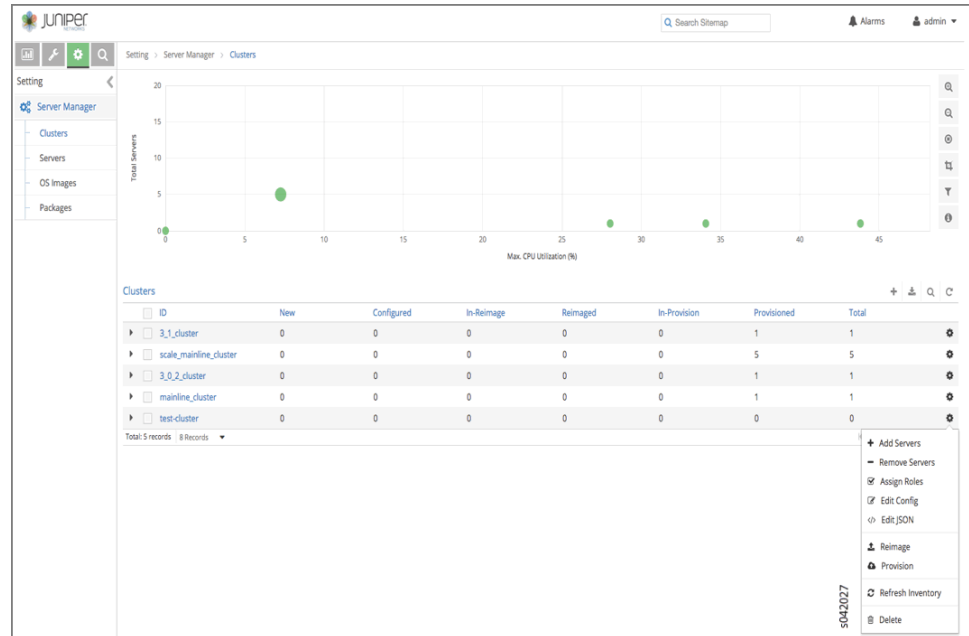 JUNIPER
NETWORKS
Search Sitemap
Alarms
admin
Setting > Server Manager > Clusters
Setting
Server Manager
Clusters
Servers
OS Images
Packages
20
15
10
5
0
Total Servers
0 5 10 15 20 25 30 35 40 45
Max. CPU Utilization (%)
Clusters
ID New Configured In-Reimage Reimaged In-Provision Provisioned Total
3_1_cluster 0 0 0 0 0 1 1
scale_mainline_cluster 0 0 0 0 0 5 5
3_0_2_cluster 0 0 0 0 0 1 1
mainline_cluster 0 0 0 0 0 1 1
test-cluster 0 0 0 0 0 0 0
Total: 5 records 8 Records
Add Servers
Remove Servers
Assign Roles
Edit Config
Edit JSON
Reimage
Provision
Refresh Inventory
Delete
s042027